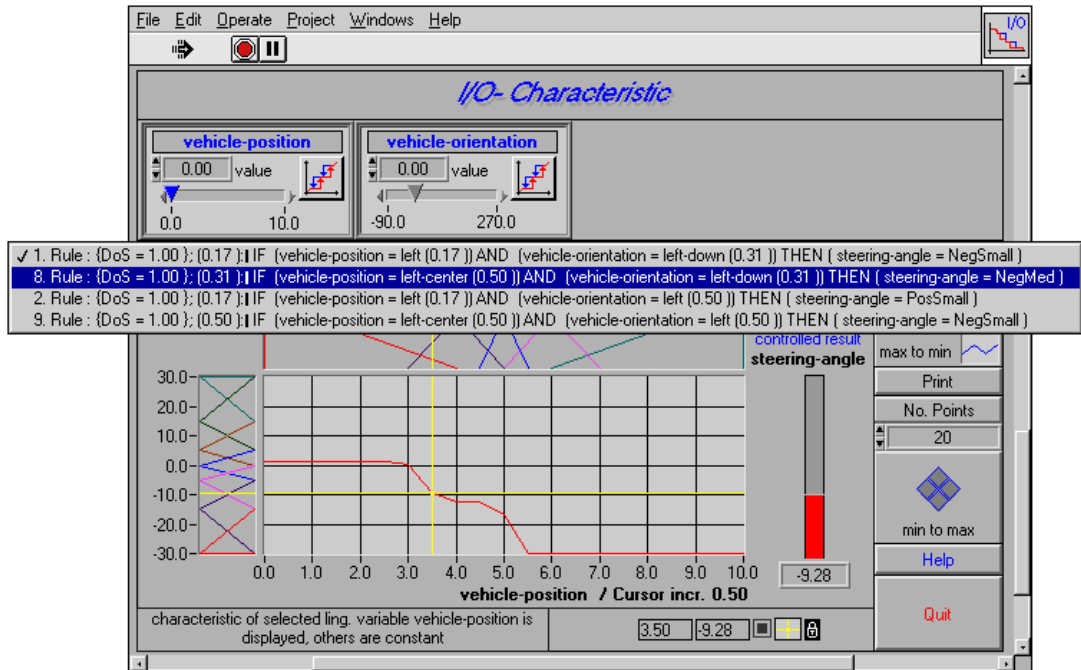 File Edit Operate Project Windows Help
I/O
I/O- Characteristic
vehicle-position
0.00 value
0.0 10.0
vehicle-orientation
0.00 value
-90.0 270.0
✓ 1. Rule : {DoS = 1.00 }; (0.17 ):|IF (vehicle-position = left (0.17 )) AND (vehicle-orientation = left-down (0.31 )) THEN ( steering-angle = NegSmall )
8. Rule : {DoS = 1.00 }; (0.31 ):|IF (vehicle-position = left-center (0.50 )) AND (vehicle-orientation = left-down (0.31 )) THEN ( steering-angle = NegMed )
2. Rule : {DoS = 1.00 }; (0.17 ):|IF (vehicle-position = left (0.17 )) AND (vehicle-orientation = left (0.50 )) THEN ( steering-angle = PosSmall )
9. Rule : {DoS = 1.00 }; (0.50 ):|IF (vehicle-position = left-center (0.50 )) AND (vehicle-orientation = left (0.50 )) THEN ( steering-angle = NegSmall )
controlled result
steering-angle
max to min
Print
No. Points
20
min to max
Help
Quit
30.0
20.0
10.0
0.0
-10.0
-20.0
-30.0
0.0 1.0 2.0 3.0 4.0 5.0 6.0 7.0 8.0 9.0 10.0
vehicle-position / Cursor incr. 0.50
-9.28
characteristic of selected ling. variable vehicle-position is
displayed, others are constant
3.50 -9.28